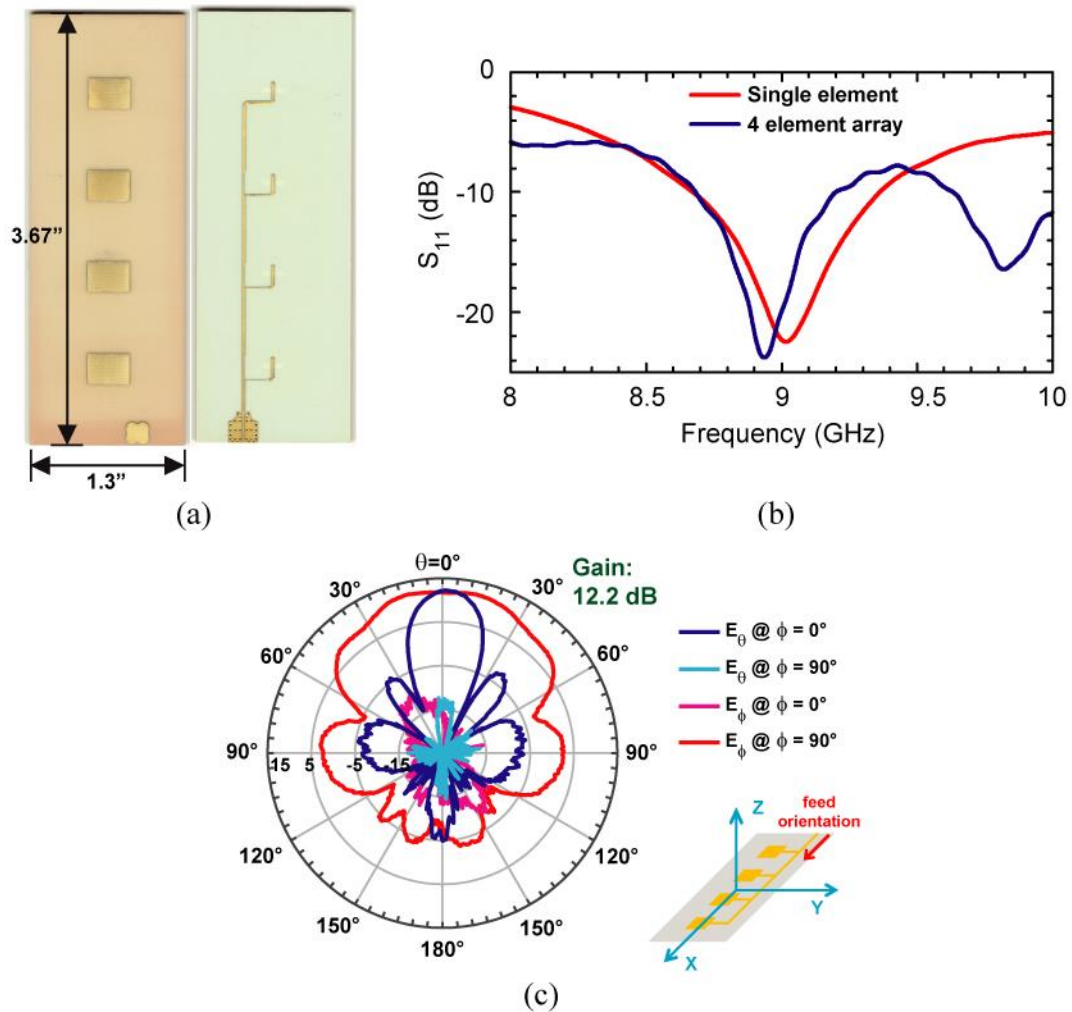 3.67”
1.3”
(a)
0
-10
-20
S11 (dB)
Single element
4 element array
8
8.5
9
9.5
10
Frequency (GHz)
(b)
θ=0°
30°
30°
60°
60°
90°
90°
120°
120°
150°
150°
180°
15
5
-5
-15
Gain:
12.2 dB
Eθ @ ϕ = 0°
Eθ @ ϕ = 90°
Eϕ @ ϕ = 0°
Eϕ @ ϕ = 90°
feed
orientation
Z
Y
X
(c)